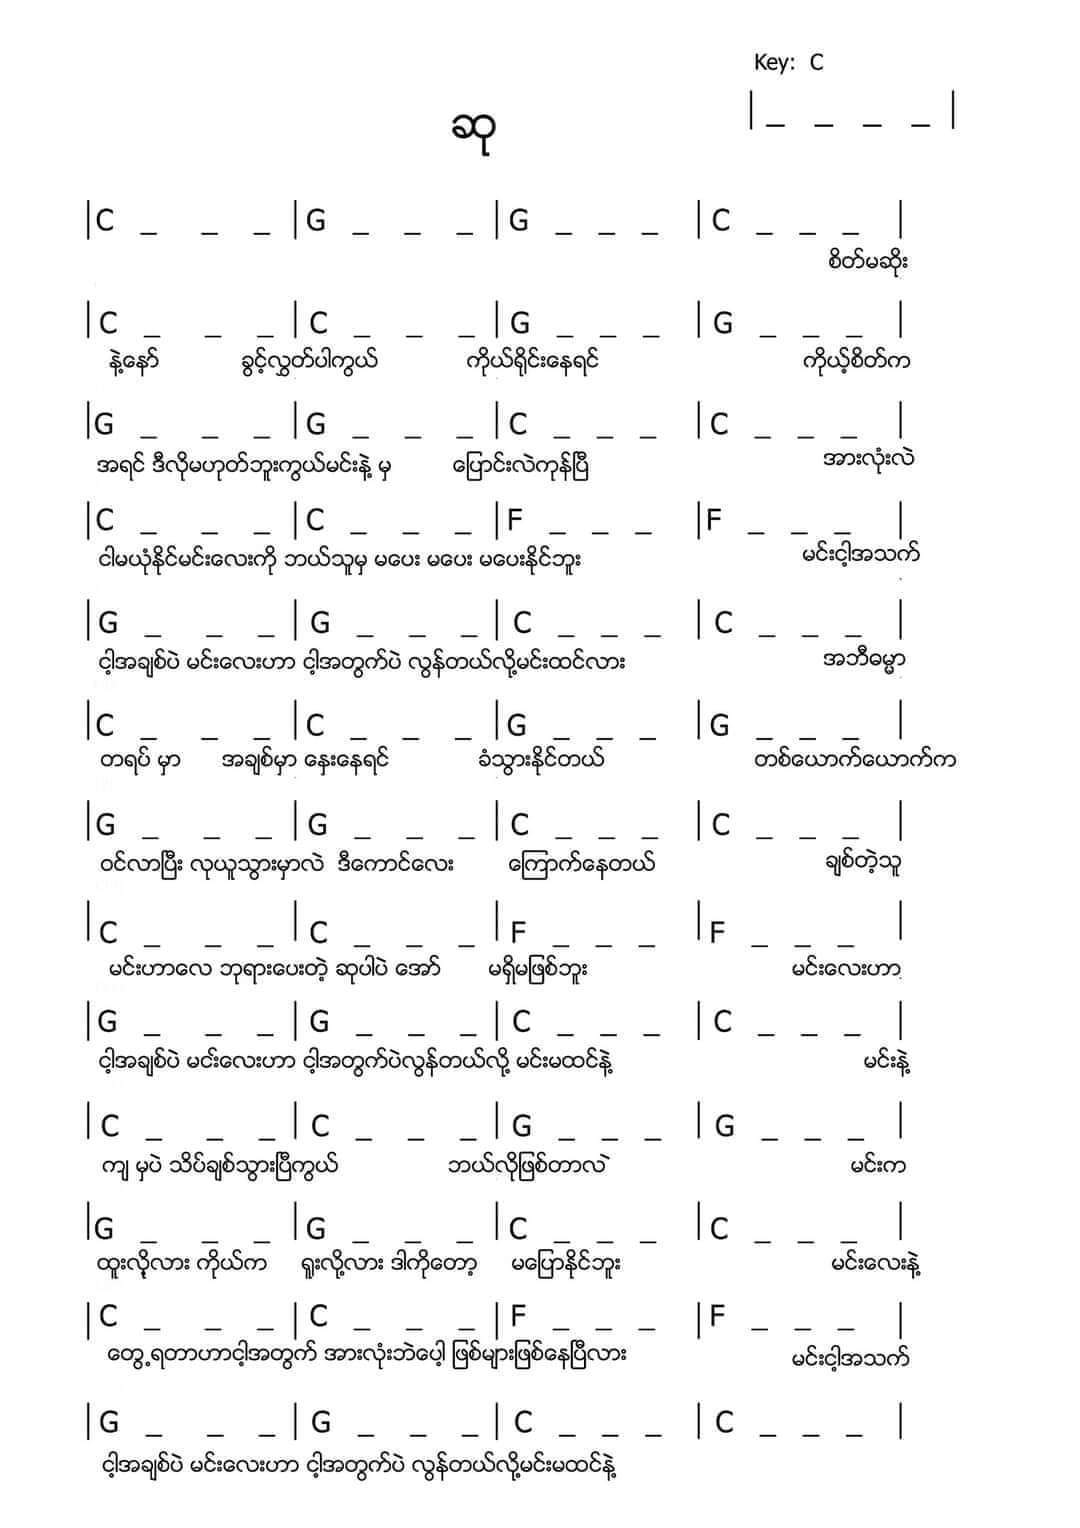 Key: C
ဆု
|_ _ _ _|
|C _ _ _|G _ _ _|G _ _ _|C _ _ _|
စိတ်မဆိုး
|C _ _ _|C _ _ _|G _ _ _|G _ _ _|
နဲ့နော် ခွင့်လွှတ်ပါကွယ် ကိုယ်ရိုင်းနေရင် ကိုယ့်စိတ်က
|G _ _ _|G _ _ _|C _ _ _|C _ _ _|
အရင် ဒီလိုမဟုတ်ဘူးကွယ်မင်းနဲ့ မှ ပြောင်းလဲကုန်ပြီ အားလုံးလဲ
|C _ _ _|C _ _ _|F _ _ _|F _ _ _|
ငါမယုံနိုင်မင်းလေးကို ဘယ်သူမှ မပေး မပေး မပေးနိုင်ဘူး မင်းငါ့အသက်
|G _ _ _|G _ _ _|C _ _ _|C _ _ _|
ငါ့အချစ်ပဲ မင်းလေးဟာ ငါ့အတွက်ပဲ လွန်တယ်လို့မင်းထင်လား အဘီဓမ္မာ
|C _ _ _|C _ _ _|G _ _ _|G _ _ _|
တရပ် မှာ အချစ်မှာ နှေးနေရင် ခံသွားနိုင်တယ် တစ်ယောက်ယောက်က
|G _ _ _|G _ _ _|C _ _ _|C _ _ _|
ဝင်လာပြီး လုယူသွားမှာလဲ ဒီကောင်လေး ကြောက်နေတယ် ချစ်တဲ့သူ
|C _ _ _|C _ _ _|F _ _ _|F _ _ _|
မင်းဟာလေ ဘုရားပေးတဲ့ ဆုပါပဲ အော် မရှိမဖြစ်ဘူး မင်းလေးဟာ
|G _ _ _|G _ _ _|C _ _ _|C _ _ _|
ငါ့အချစ်ပဲ မင်းလေးဟာ ငါ့အတွက်ပဲလွန်တယ်လို့ မင်းမထင်နဲ့ မင်းနဲ့
|C _ _ _|C _ _ _|G _ _ _|G _ _ _|
ကျ မှပဲ သိပ်ချစ်သွားပြီကွယ် ဘယ်လိုဖြစ်တာလဲ မင်းက
|G _ _ _|G _ _ _|C _ _ _|C _ _ _|
ထူးလို့လား ကိုယ်က ရူးလို့လား ဒါကိုတော့ မပြောနိုင်ဘူး မင်းလေးနဲ့
|C _ _ _|C _ _ _|F _ _ _|F _ _ _|
တွေ့ရတာဟာငါ့အတွက် အားလုံးဘဲပေါ့ ဖြစ်များဖြစ်နေပြီလား မင်းငါ့အသက်
|G _ _ _|G _ _ _|C _ _ _|C _ _ _|
ငါ့အချစ်ပဲ မင်းလေးဟာ ငါ့အတွက်ပဲ လွန်တယ်လို့မင်းမထင်နဲ့